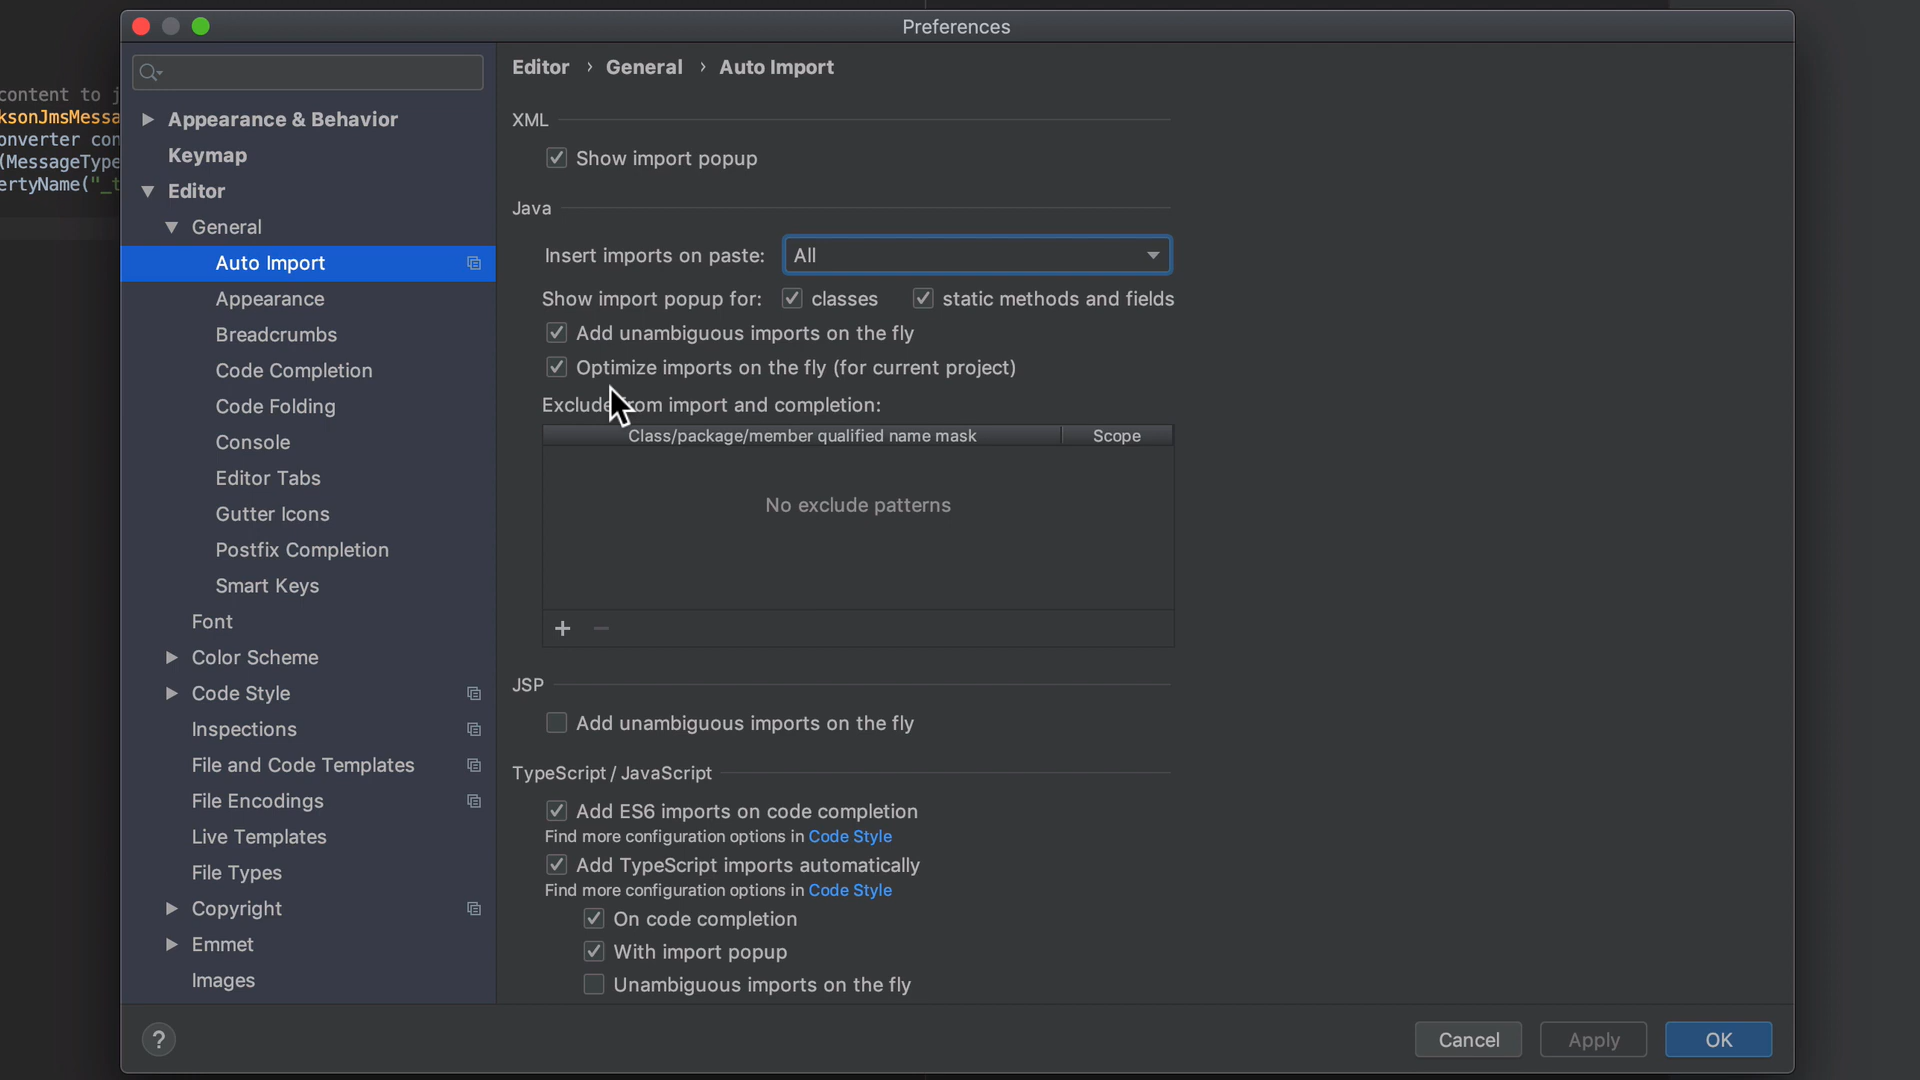 Preferences
content to j
ksonJmsMessa
onverter con
(MessageType
ertyName("_t
Appearance & Behavior
Keymap
Editor
General
Auto Import
Appearance
Breadcrumbs
Code Completion
Code Folding
Console
Editor Tabs
Gutter Icons
Postfix Completion
Smart Keys
Font
Color Scheme
Code Style
Inspections
File and Code Templates
File Encodings
Live Templates
File Types
Copyright
Emmet
Images
Editor › General › Auto Import
XML
Show import popup
Java
Insert imports on paste: All
Show import popup for: classes static methods and fields
Add unambiguous imports on the fly
Optimize imports on the fly (for current project)
Exclude from import and completion:
Class/package/member qualified name mask Scope
No exclude patterns
JSP
Add unambiguous imports on the fly
TypeScript / JavaScript
Add ES6 imports on code completion
Find more configuration options in Code Style
Add TypeScript imports automatically
Find more configuration options in Code Style
On code completion
With import popup
Unambiguous imports on the fly
? Cancel Apply OK